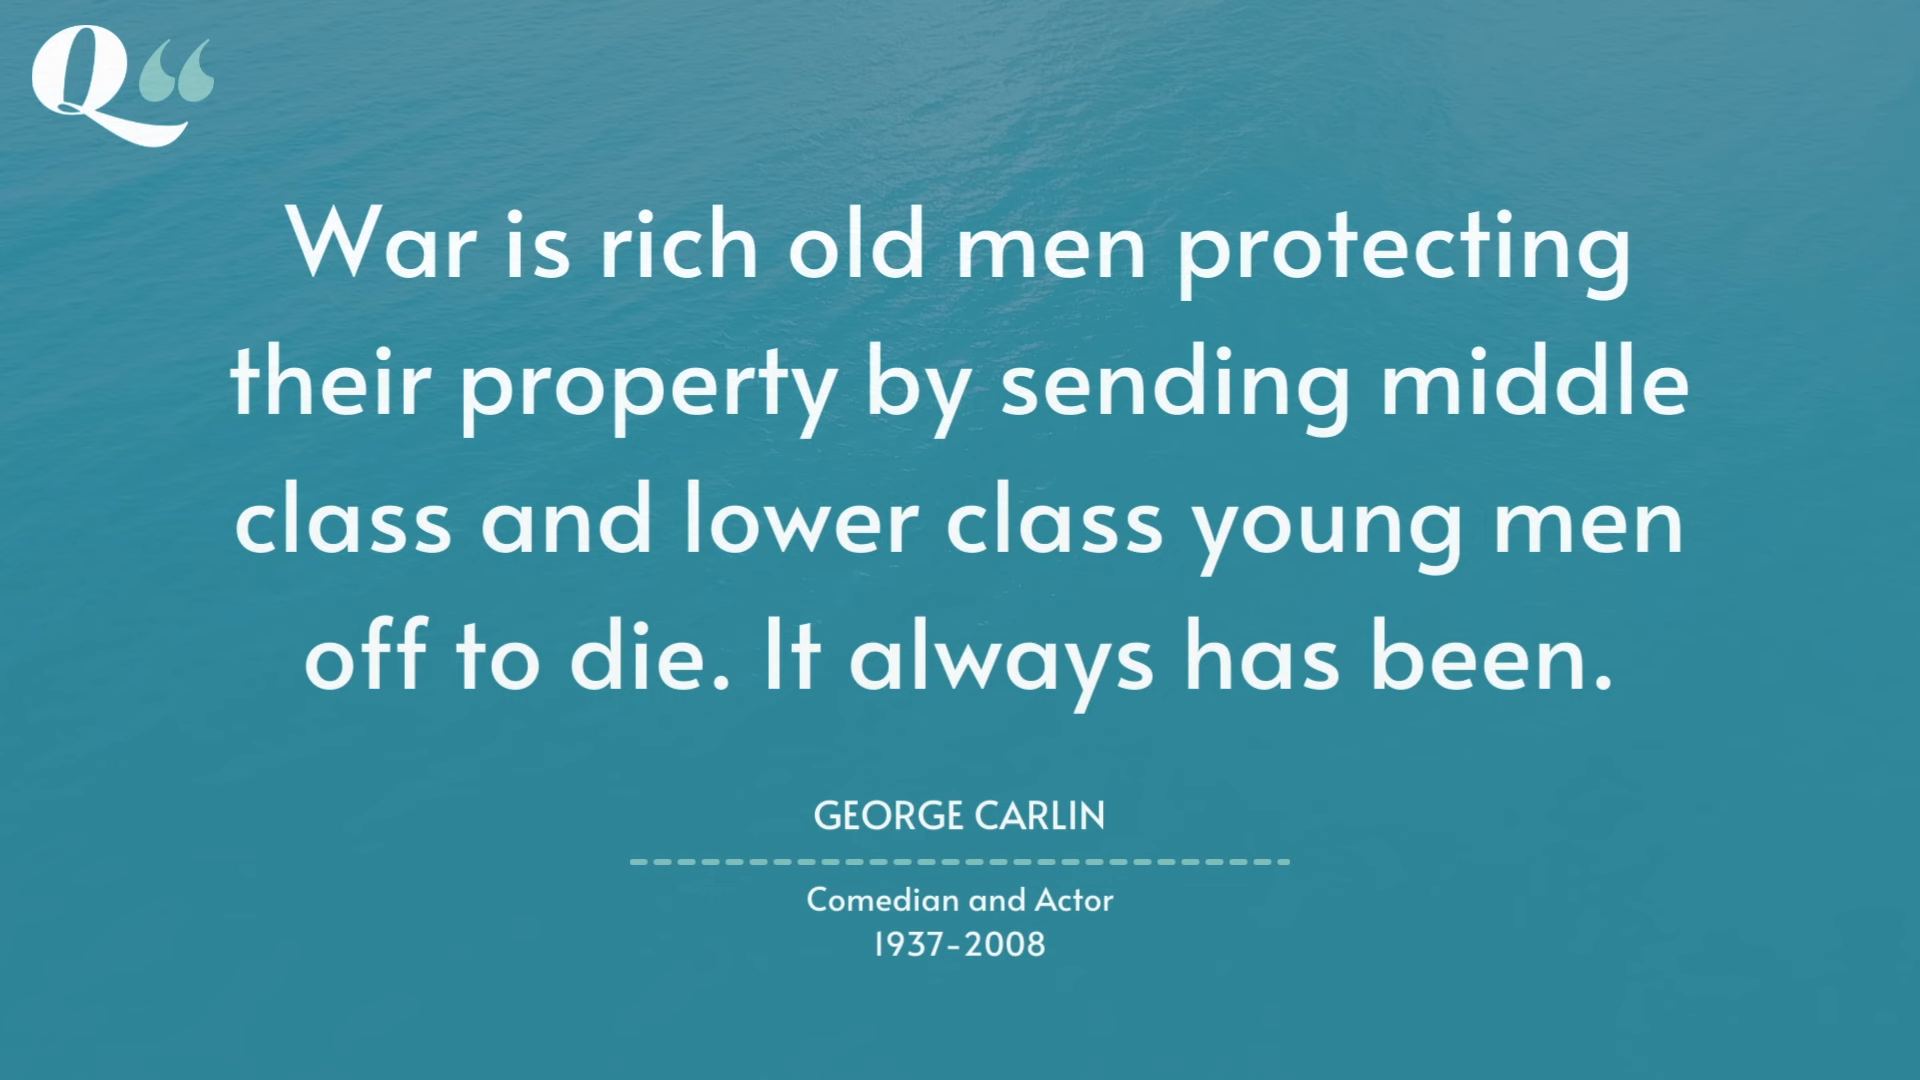 Q“
War is rich old men protecting
their property by sending middle
class and lower class young men
off to die. It always has been.
GEORGE CARLIN
Comedian and Actor
1937-2008